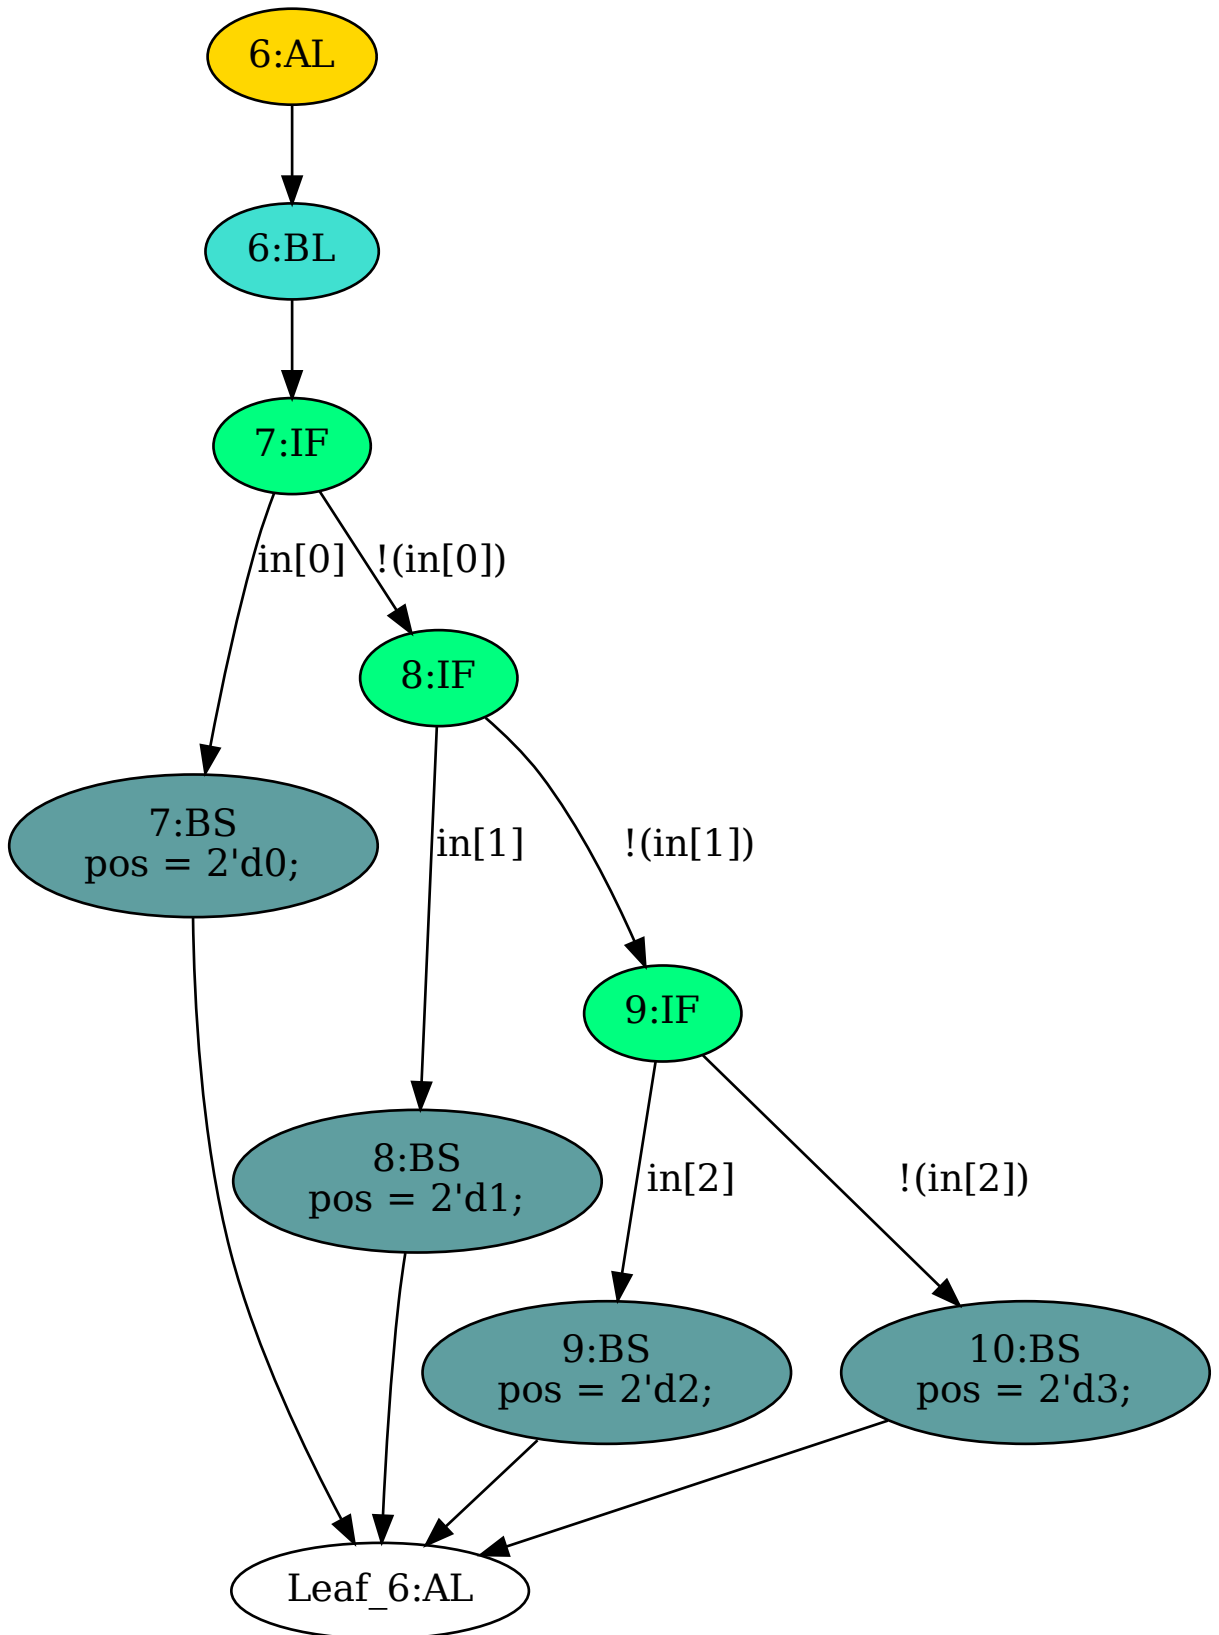 6:AL
6:BL
7:IF
in[0]
!(in[0])
8:IF
7:BS
pos = 2'd0;
in[1]
!(in[1])
9:IF
8:BS
pos = 2'd1;
in[2]
!(in[2])
9:BS
pos = 2'd2;
10:BS
pos = 2'd3;
Leaf_6:AL